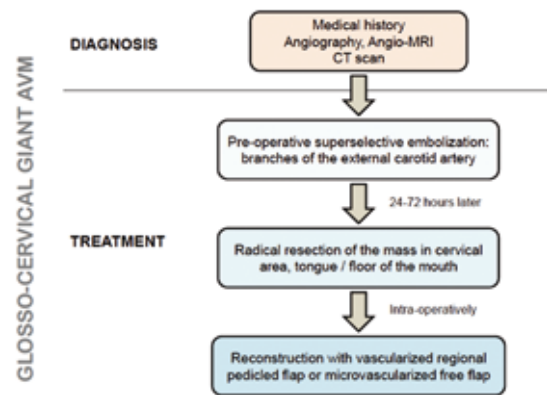 GLOSSO-CERVICAL GIANT AVM
DIAGNOSIS
Medical history
Angiography, Angio-MRI
CT scan
Pre-operative superselective embolization:
branches of the external carotid artery
24-72 hours later
TREATMENT
Radical resection of the mass in cervical
area, tongue / floor of the mouth
Intra-operatively
Reconstruction with vascularized regional
pedicled flap or microvascularized free flap